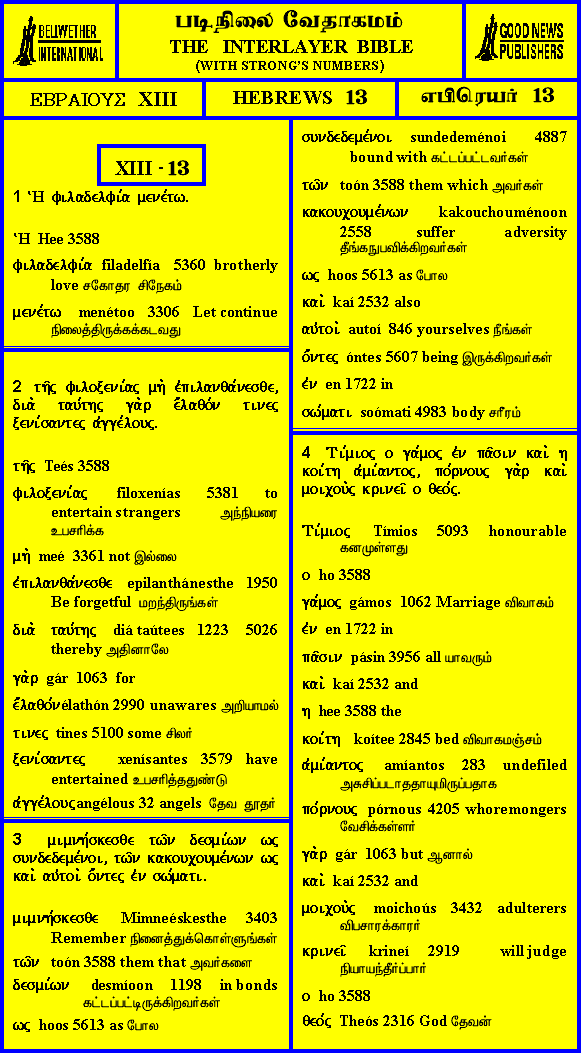 BELLWETHER
INTERNATIONAL
படிநிலை வேதாகமம்
THE INTERLAYER BIBLE
(WITH STRONG'S NUMBERS)
GOOD NEWS
PUBLISHERS
ΕΒΡΑΙΟΥΣ XIII
HEBREWS 13
எபிரெயர் 13
XIII - 13
1 Ἡ φιλαδελφία μενέτω.
Ἡ Hee 3588
φιλαδελφία filadelfia 5360 brotherly
love சகோதர சிநேகம்
μενέτω menétoo 3306 Let continue
நிலைத்திருக்கக்கடவது
2 τῆς φιλοξενίας μὴ ἐπιλανθάνεσθε,
διὰ ταύτης γὰρ ἔλαθόν τινες
ξενίσαντες ἀγγέλους.
τῆς Teés 3588
φιλοξενίας filoxenías 5381 to
entertain strangers அந்நியரை
உபசரிக்க
μὴ meé 3361 not இல்லை
ἐπιλανθάνεσθε epilanthánesthe 1950
Be forgetful மறந்திருங்கள்
διὰ ταύτης diá taútees 1223 5026
thereby அதினாலே
γὰρ gár 1063 for
ἔλαθόν élathón 2990 unawares அறியாமல்
τινες tines 5100 some சிலர்
ξενίσαντες xenísantes 3579 have
entertained உபசரித்ததுண்டு
ἀγγέλους angélous 32 angels தேவ தூதர்
3 μιμνήσκεσθε τῶν δεσμίων ως
συνδεδεμένοι, τῶν κακουχουμένων ως
καὶ αὐτοὶ ὄντες ἐν σώματι..
μιμνήσκεσθε Mimneéskesthe 3403
Remember நினைத்துக்கொள்ளுங்கள்
τῶν toón 3588 them that அவர்களை
δεσμίων desmíoon 1198 in bonds
கட்டப்பட்டிருக்கிறவர்கள்
ως hoos 5613 as போல
συνδεδεμένοι sundedeménoi 4887
bound with கட்டப்பட்டவர்கள்
τῶν toón 3588 them which அவர்கள்
κακουχουμένων kakouchouménoon
2558 suffer adversity
தீங்கநுபவிக்கிறவர்கள்
ως hoos 5613 as போல
καὶ kaí 2532 also
αὐτοὶ autoí 846 yourselves நீங்கள்
ὄντες óntes 5607 being இருக்கிறவர்கள்
ἐν en 1722 in
σώματι soómati 4983 body சரீரம்
4 Τίμιος ο γάμος ἐν πᾶσιν καὶ η
κοίτη ἀμίαντος, πόρνους γὰρ καὶ
μοιχοὺς κρινεῖ ο θεός.
Τίμιος Tímios 5093 honourable
கனமுள்ளது
ο ho 3588
γάμος gámos 1062 Marriage விவாகம்
ἐν en 1722 in
πᾶσιν pásin 3956 all யாவரும்
καὶ kaí 2532 and
η hee 3588 the
κοίτη koítee 2845 bed விவாகமஞ்சம்
ἀμίαντος amíantos 283 undefiled
அசுசிப்படாததாயுமிருப்பதாக
πόρνους pórnous 4205 whoremongers
வேசிக்கள்ளர்
γὰρ gár 1063 but ஆனால்
καὶ kaí 2532 and
μοιχοὺς moichoús 3432 adulterers
விபசாரக்காரர்
κρινεῖ krineí 2919 will judge
நியாயந்தீர்ப்பார்
ο ho 3588
θεός Theós 2316 God தேவன்